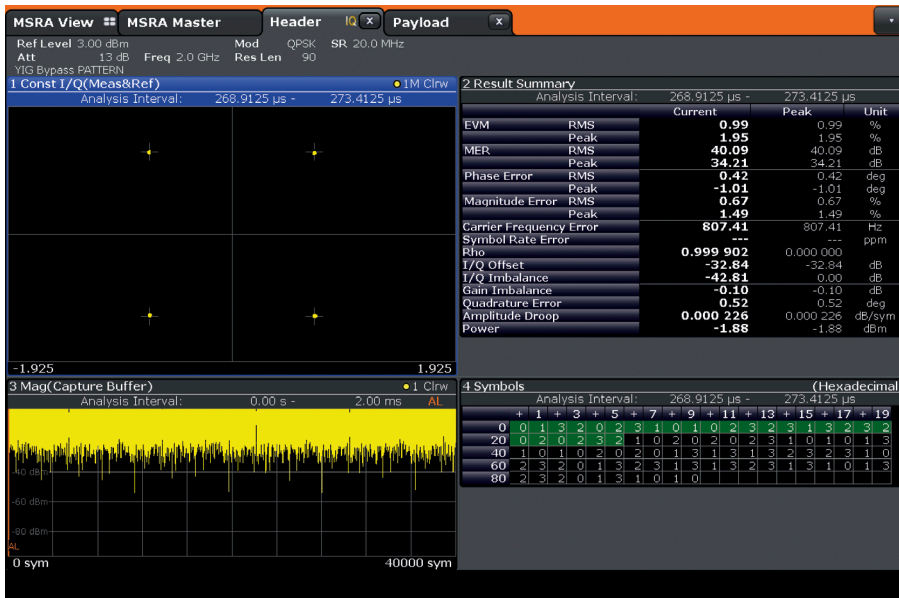 MSRA View MSRA Master Header IQ x Payload x
Ref Level 3.00 dBm Mod QPSK SR 20.0 MHz
Att 13 dB Freq 2.0 GHz Res Len 90
YIG Bypass PATTERN
1 Const I/Q(Meas&Ref) 1M Clrw
Analysis Interval: 268.9125 µs - 273.4125 µs
-1.925 1.925
2 Result Summary
Analysis Interval: 268.9125 µs - 273.4125 µs
Current Peak Unit
EVM RMS 0.99 0.99 %
Peak 1.95 1.95 %
MER RMS 40.09 40.09 dB
Peak 34.21 34.21 dB
Phase Error RMS 0.42 0.42 deg
Peak -1.01 -1.01 deg
Magnitude Error RMS 0.67 0.67 %
Peak 1.49 1.49 %
Carrier Frequency Error 807.41 807.41 Hz
Symbol Rate Error --- --- ppm
Rho 0.999 902 0.000 000
I/Q Offset -32.84 -32.84 dB
I/Q Imbalance -42.81 0.00 dB
Gain Imbalance -0.10 -0.10 dB
Quadrature Error 0.52 0.52 deg
Amplitude Droop 0.000 226 0.000 226 dB/sym
Power -1.88 -1.88 dBm
3 Mag(Capture Buffer) 1 Clrw
Analysis Interval: 0.00 s - 2.00 ms AL
-40 dBm
-60 dBm
-80 dBm
AL
0 sym 40000 sym
4 Symbols (Hexadecimal
Analysis Interval: 268.9125 µs - 273.4125 µs
+ 1 + 3 + 5 + 7 + 9 + 11 + 13 + 15 + 17 + 19
0 0 1 3 2 0 2 3 1 0 1 0 2 3 2 3 1 3 2 3 2
20 0 2 0 2 3 2 1 0 2 0 2 0 2 3 1 0 1 0 1 3
40 1 0 1 0 2 0 2 0 1 3 1 3 1 3 2 3 2 3 1 0
60 2 3 2 0 1 3 2 3 1 3 1 3 2 3 1 3 1 0 1 3
80 2 3 2 0 1 3 1 0 1 0